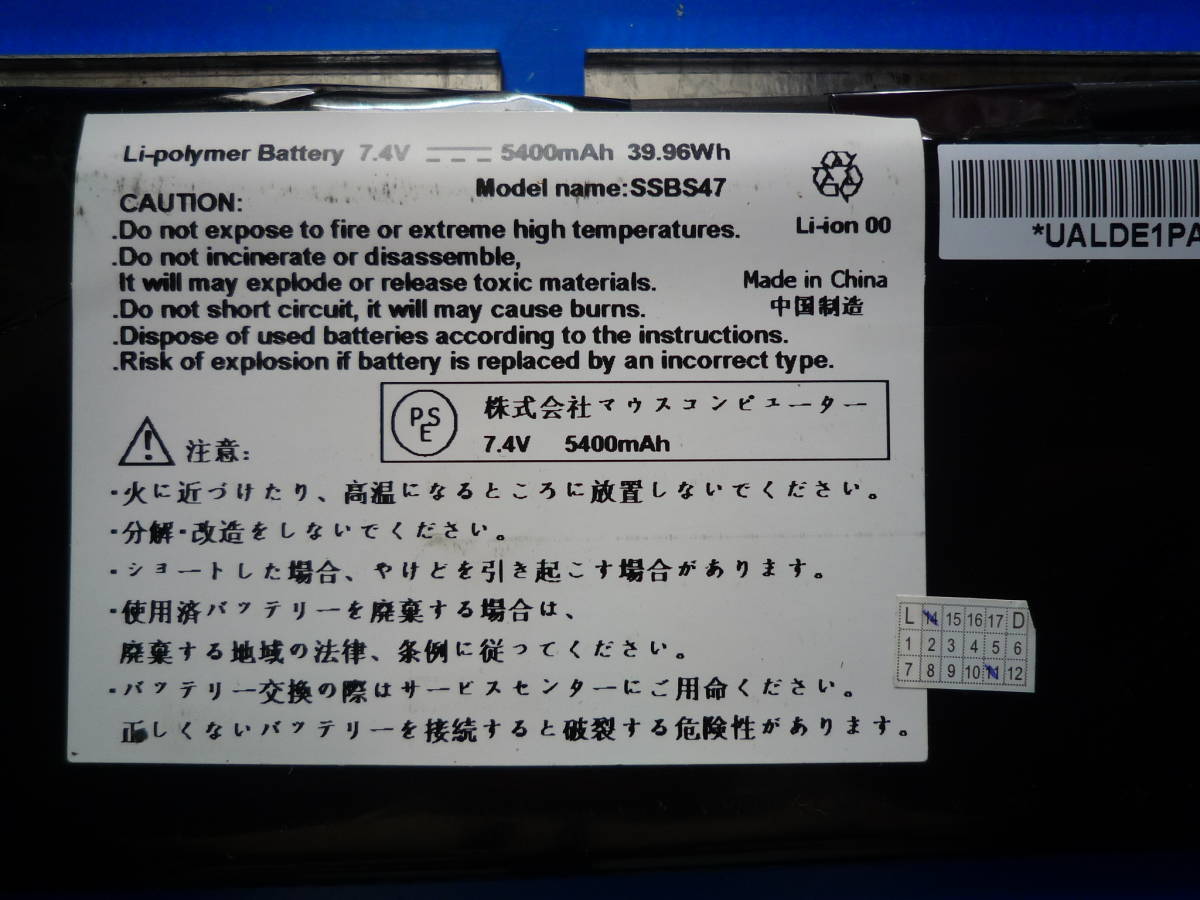 Li-polymer Battery 7.4V 5400mAh 39.96Wh
Model name:SSBS47
CAUTION:
.Do not expose to fire or extreme high temperatures.
.Do not incinerate or disassemble,
It will may explode or release toxic materials.
.Do not short circuit, it will may cause burns.
.Dispose of used batteries according to the instructions.
.Risk of explosion if battery is replaced by an incorrect type.
Li-ion 00
Made in China
中国制造
*UALDE1PA
PSE
株式会社マウスコンピューター
7.4V 5400mAh
注意:
・火に近づけたり、高温になるところに放置しないでください。
・分解・改造をしないでください。
・ショートした場合、やけどを引き起こす場合があります。
・使用済バッテリーを廃棄する場合は、
廃棄する地域の法律、条例に従ってください。
・バッテリー交換の際はサービスセンターにご用命ください。
正しくないバッテリーを接続すると破裂する危険性があります。
L 14 15 16 17 D
1 2 3 4 5 6
7 8 9 10 11 12